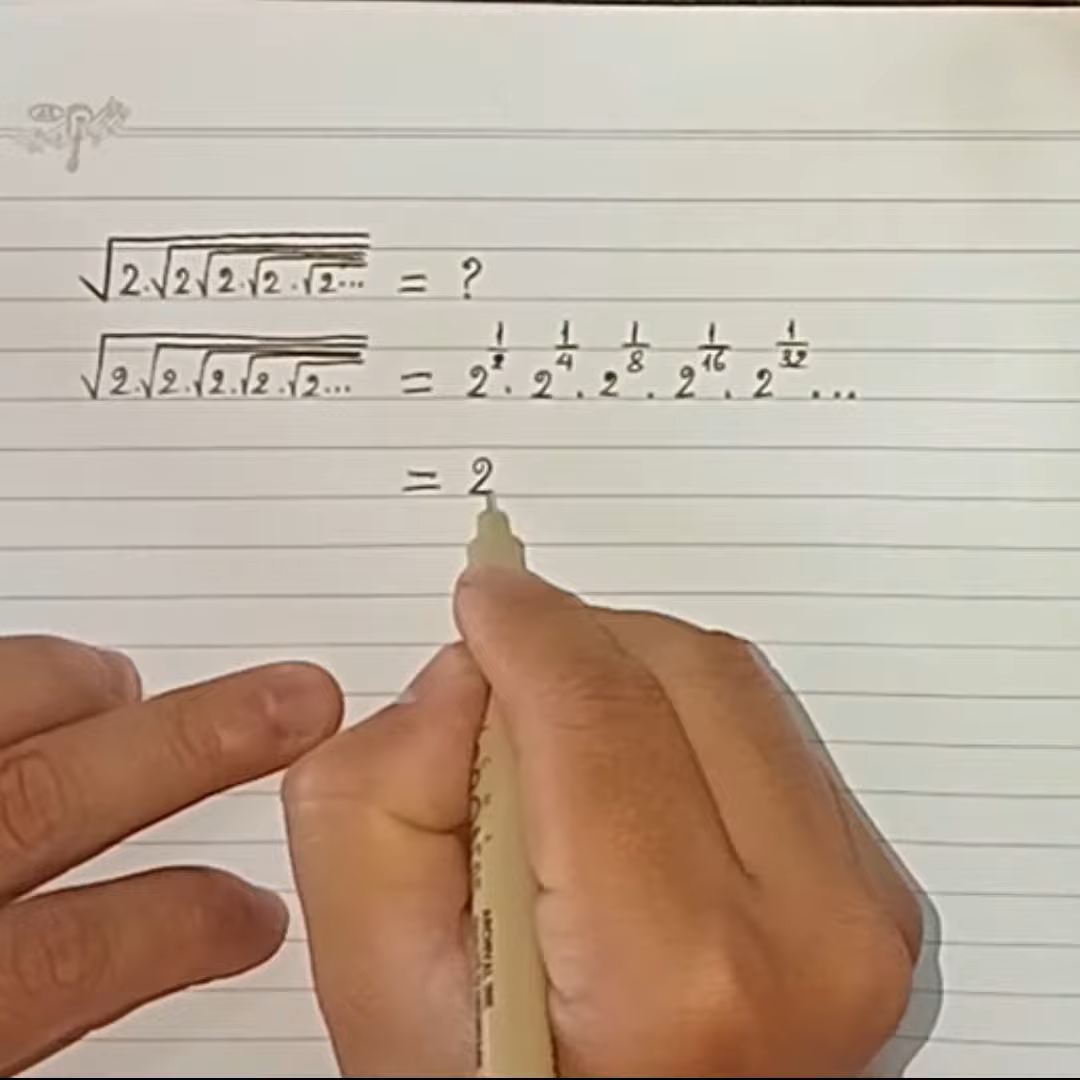 √2.√2√2.√2.√2... = ?
√2.√2.√2.√2.√2... = 2^(1/2) . 2^(1/4) . 2^(1/8) . 2^(1/16) . 2^(1/32) ...
= 2